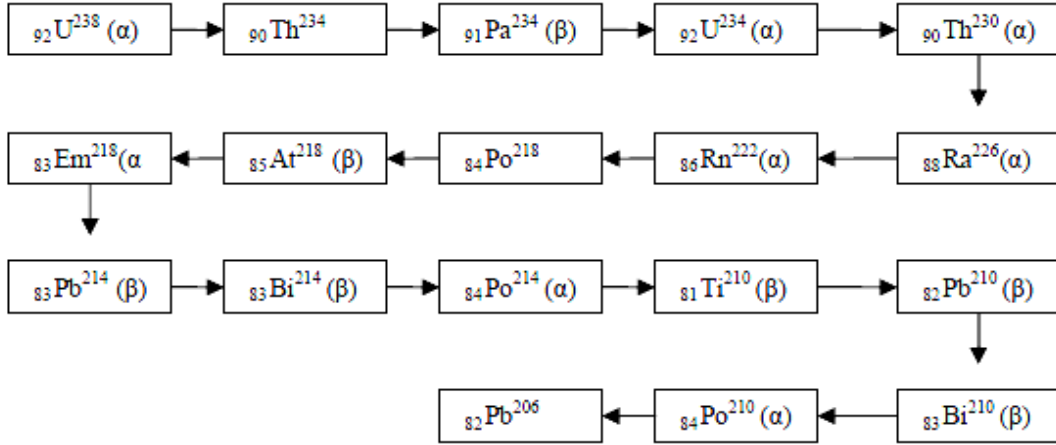 ₉₂U²³⁸ (α) ₉₀Th²³⁴ ₉₁Pa²³⁴ (β) ₉₂U²³⁴ (α) ₉₀Th²³⁰ (α)
₈₃Em²¹⁸(α ₈₅At²¹⁸ (β) ₈₄Po²¹⁸ ₈₆Rn²²²(α) ₈₈Ra²²⁶(α)
₈₃Pb²¹⁴ (β) ₈₃Bi²¹⁴ (β) ₈₄Po²¹⁴ (α) ₈₁Ti²¹⁰ (β) ₈₂Pb²¹⁰ (β)
₈₂Pb²⁰⁶ ₈₄Po²¹⁰ (α) ₈₃Bi²¹⁰ (β)